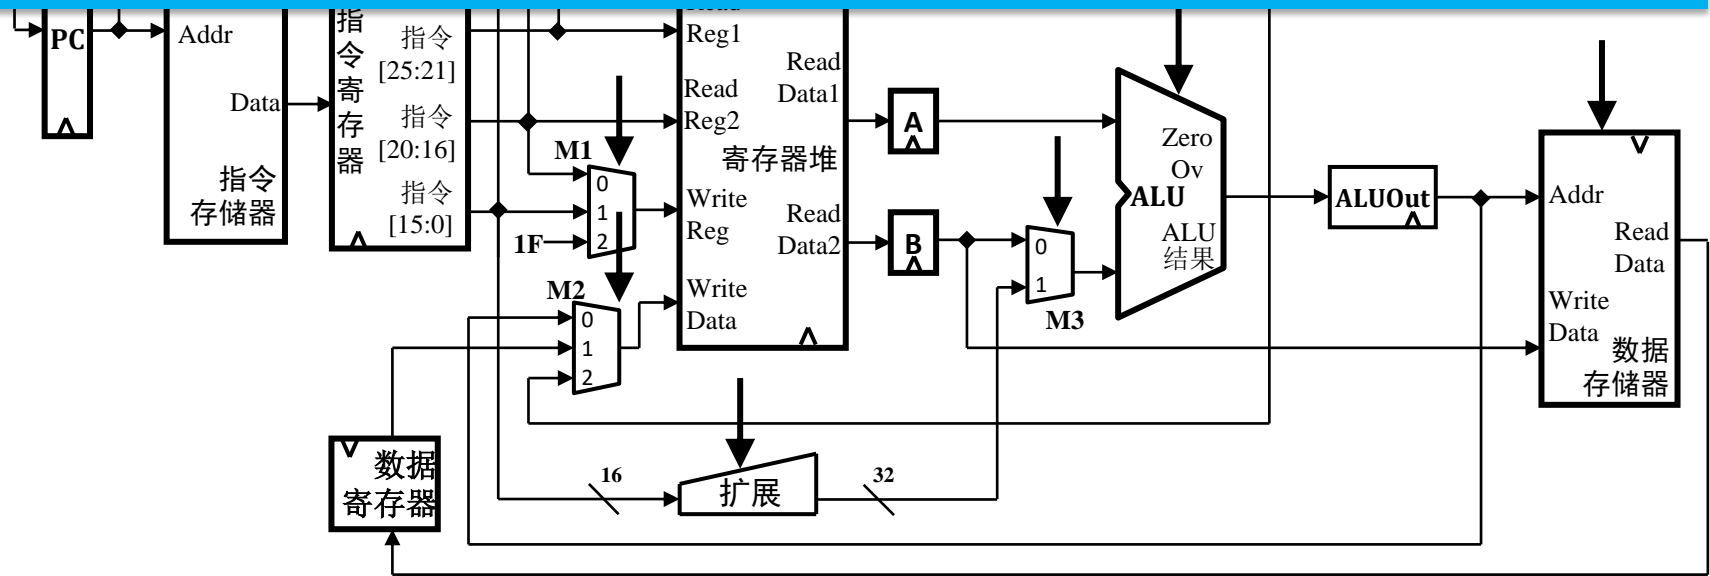 PC
Addr
Data
指令
存储器
指
令
寄
存
器
指令
[25:21]
指令
[20:16]
指令
[15:0]
M1
0
1
2
1F
M2
0
1
2
Read
Reg1
Read
Reg2
Write
Reg
Write
Data
Read
Data1
寄存器堆
Read
Data2
A
B
0
1
M3
Zero
Ov
ALU
ALU
结果
ALUOut
Addr
Read
Data
Write
Data
数据
存储器
数据
寄存器
16
扩展
32